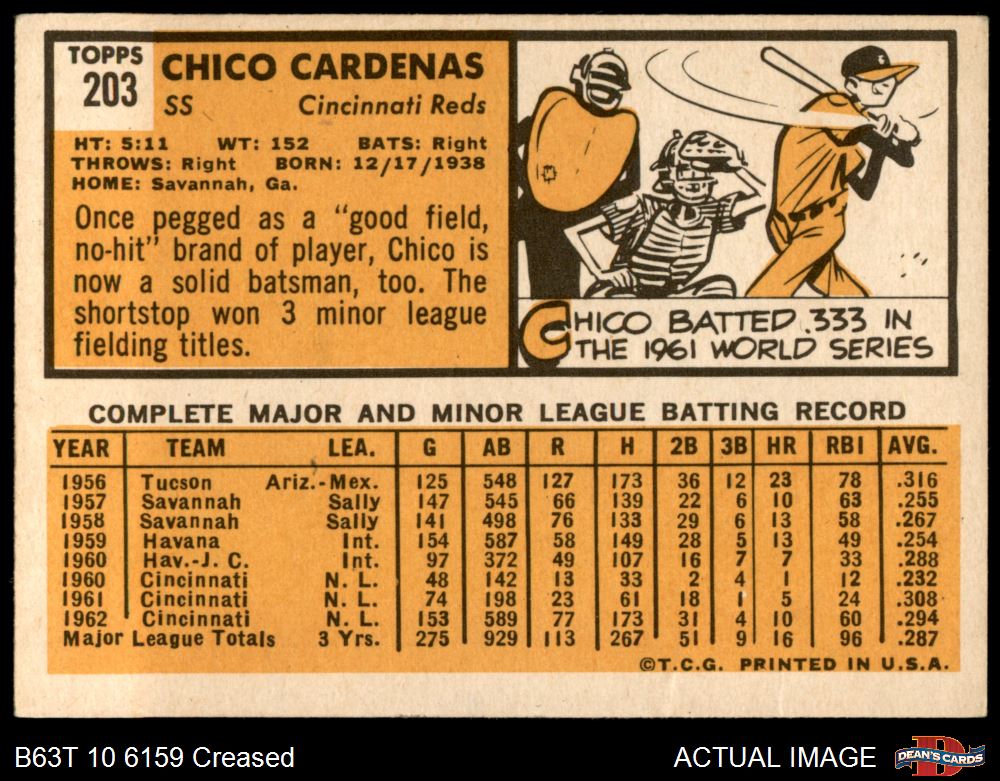 TOPPS
203
CHICO CARDENAS
SS Cincinnati Reds
HT: 5:11 WT: 152 BATS: Right
THROWS: Right BORN: 12/17/1938
HOME: Savannah, Ga.
Once pegged as a "good field,
no-hit" brand of player, Chico is
now a solid batsman, too. The
shortstop won 3 minor league
fielding titles.
CHICO BATTED .333 IN
THE 1961 WORLD SERIES
COMPLETE MAJOR AND MINOR LEAGUE BATTING RECORD
YEAR TEAM LEA. G AB R H 2B 3B HR RBI AVG.
1956 Tucson Ariz.-Mex. 125 548 127 173 36 12 23 78 .316
1957 Savannah Sally 147 545 66 139 22 6 10 63 .255
1958 Savannah Sally 141 498 76 133 29 6 13 58 .267
1959 Havana Int. 154 587 58 149 28 5 13 49 .254
1960 Hav.-J. C. Int. 97 372 49 107 16 7 7 33 .288
1960 Cincinnati N. L. 48 142 13 33 2 4 1 12 .232
1961 Cincinnati N. L. 74 198 23 61 18 1 5 24 .308
1962 Cincinnati N. L. 153 589 77 173 31 4 10 60 .294
Major League Totals 3 Yrs. 275 929 113 267 51 9 16 96 .287
©T.C.G. PRINTED IN U.S.A.
B63T 10 6159 Creased
ACTUAL IMAGE
DEAN'S CARDS